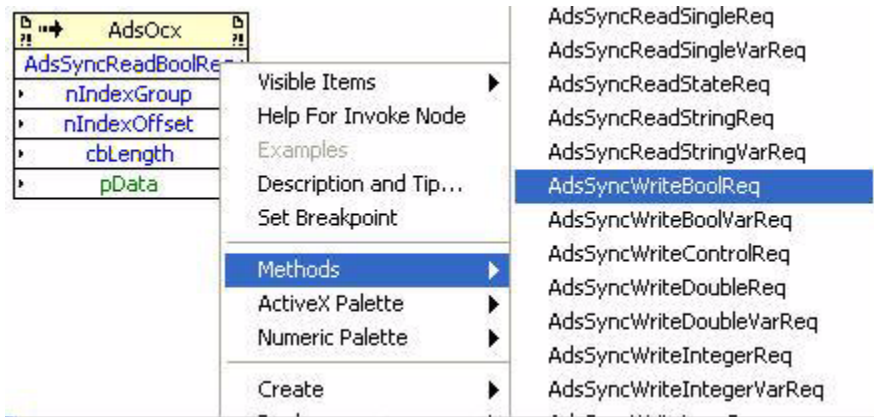 AdsOcx
AdsSyncReadBoolReq
nIndexGroup
nIndexOffset
cbLength
pData
Visible Items
Help For Invoke Node
Examples
Description and Tip...
Set Breakpoint
Methods
ActiveX Palette
Numeric Palette
Create
AdsSyncReadSingleReq
AdsSyncReadSingleVarReq
AdsSyncReadStateReq
AdsSyncReadStringReq
AdsSyncReadStringVarReq
AdsSyncWriteBoolReq
AdsSyncWriteBoolVarReq
AdsSyncWriteControlReq
AdsSyncWriteDoubleReq
AdsSyncWriteDoubleVarReq
AdsSyncWriteIntegerReq
AdsSyncWriteIntegerVarReq